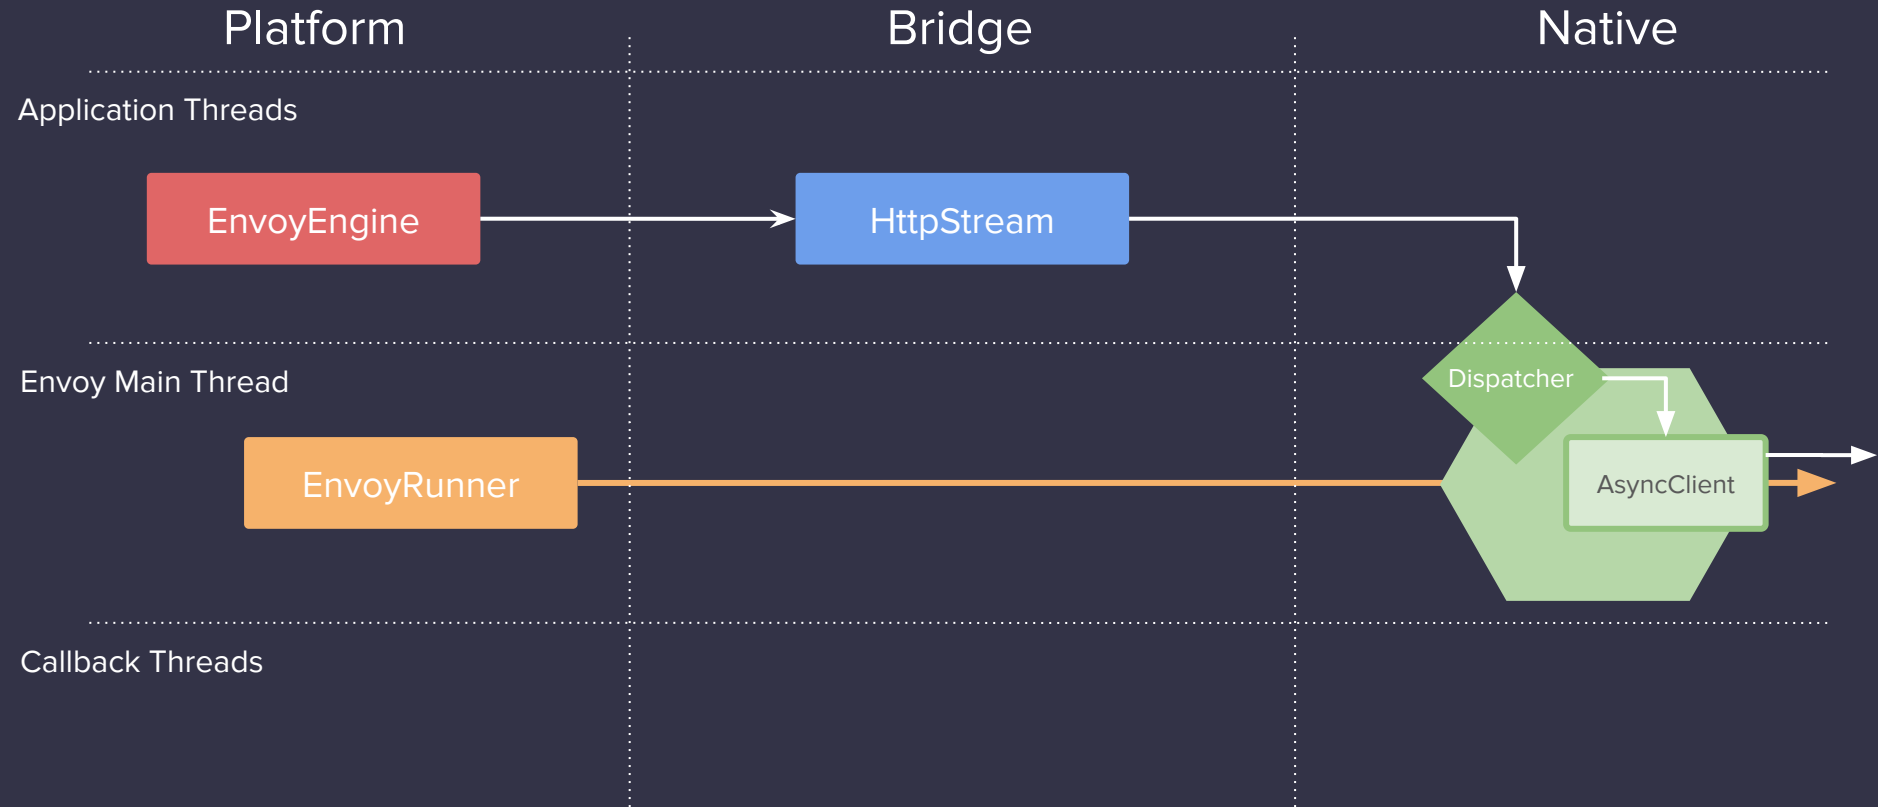 Platform
Bridge
Native
Application Threads
EnvoyEngine
HttpStream
Envoy Main Thread
Dispatcher
EnvoyRunner
AsyncClient
Callback Threads